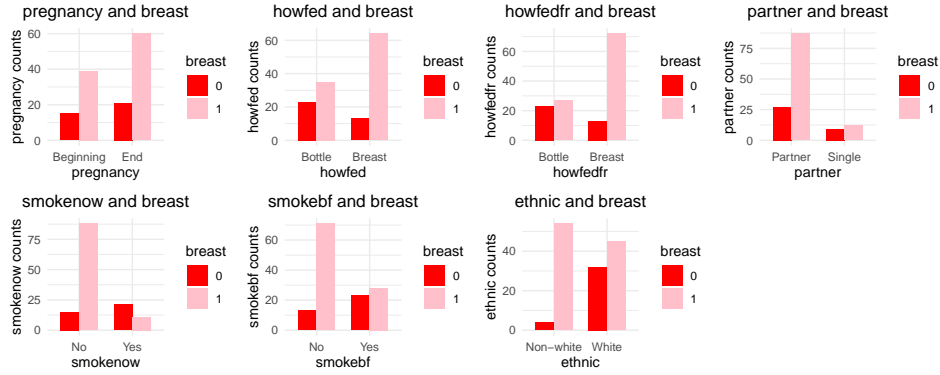 pregnancy and breast
pregnancy counts
60
40
20
0
Beginning End
pregnancy
breast
0
1
howfed and breast
howfed counts
60
40
20
0
Bottle Breast
howfed
breast
0
1
howfedfr and breast
howfedfr counts
60
40
20
0
Bottle Breast
howfedfr
breast
0
1
partner and breast
partner counts
75
50
25
0
Partner Single
partner
breast
0
1
smokenow and breast
smokenow counts
75
50
25
0
No Yes
smokenow
breast
0
1
smokebf and breast
smokebf counts
60
40
20
0
No Yes
smokebf
breast
0
1
ethnic and breast
ethnic counts
40
20
0
Non−white White
ethnic
breast
0
1